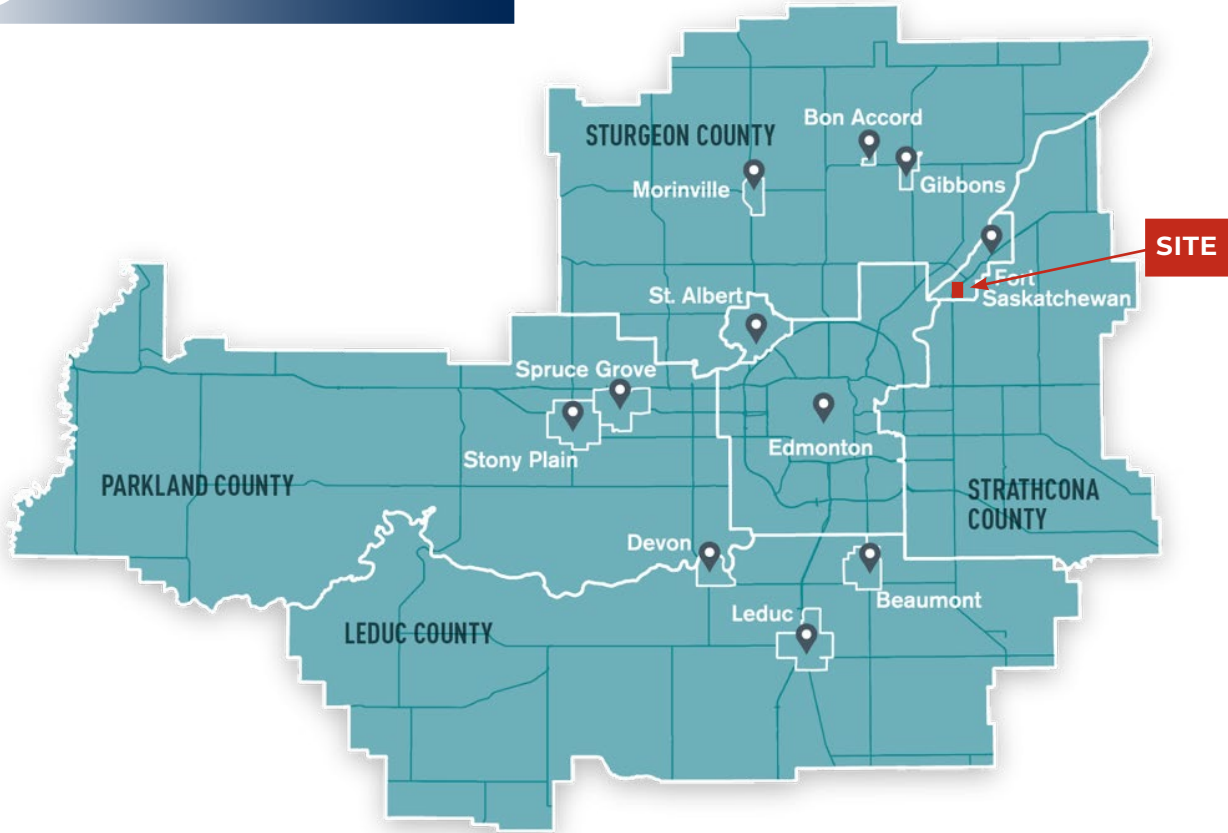 Bon Accord
STURGEON COUNTY
Morinville
Gibbons
SITE
Fort
Saskatchewan
St. Albert
Spruce Grove
Stony Plain
Edmonton
PARKLAND COUNTY
STRATHCONA
COUNTY
Devon
Beaumont
Leduc
LEDUC COUNTY